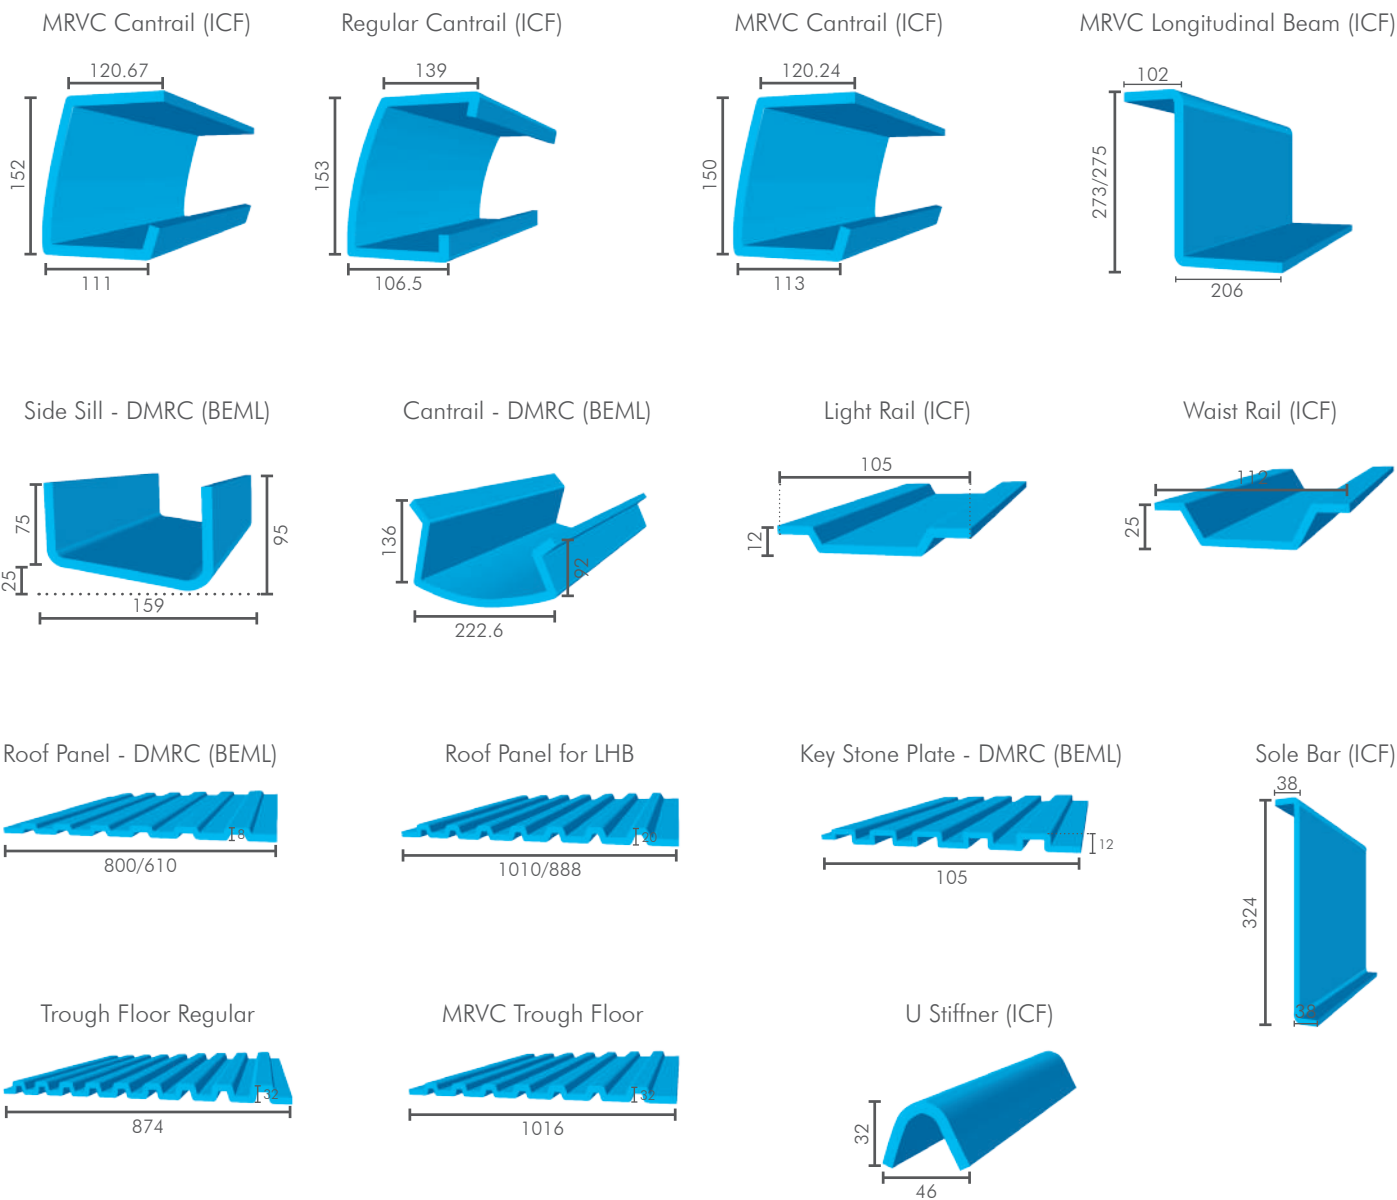 MRVC Cantrail (ICF)
120.67
152
111
Regular Cantrail (ICF)
139
153
106.5
MRVC Cantrail (ICF)
120.24
150
113
MRVC Longitudinal Beam (ICF)
102
273/275
206
Side Sill - DMRC (BEML)
75
25
95
159
Cantrail - DMRC (BEML)
136
92
222.6
Light Rail (ICF)
105
12
Waist Rail (ICF)
112
25
Roof Panel - DMRC (BEML)
8
800/610
Roof Panel for LHB
20
1010/888
Key Stone Plate - DMRC (BEML)
12
105
Sole Bar (ICF)
38
324
38
Trough Floor Regular
32
874
MRVC Trough Floor
32
1016
U Stiffner (ICF)
32
46